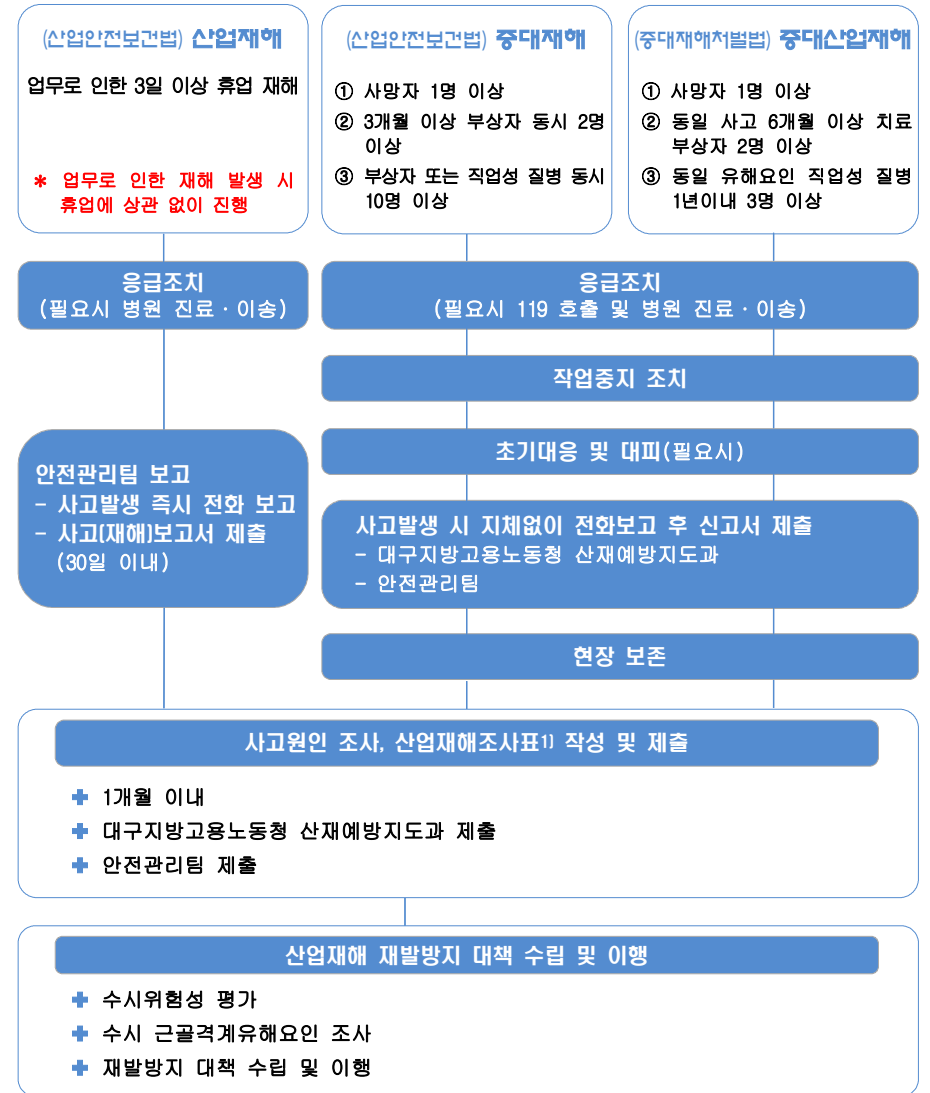 (산업안전보건법) 산업재해
업무로 인한 3일 이상 휴업 재해
* 업무로 인한 재해 발생 시
휴업에 상관 없이 진행
(산업안전보건법) 중대재해
① 사망자 1명 이상
② 3개월 이상 부상자 동시 2명
이상
③ 부상자 또는 직업성 질병 동시
10명 이상
(중대재해처벌법) 중대산업재해
① 사망자 1명 이상
② 동일 사고 6개월 이상 치료
부상자 2명 이상
③ 동일 유해요인 직업성 질병
1년이내 3명 이상
응급조치
(필요시 병원 진료·이송)
응급조치
(필요시 119 호출 및 병원 진료·이송)
작업중지 조치
초기대응 및 대피(필요시)
안전관리팀 보고
- 사고발생 즉시 전화 보고
- 사고(재해)보고서 제출
(30일 이내)
사고발생 시 지체없이 전화보고 후 신고서 제출
- 대구지방고용노동청 산재예방지도과
- 안전관리팀
현장 보존
사고원인 조사, 산업재해조사표1) 작성 및 제출
✚ 1개월 이내
✚ 대구지방고용노동청 산재예방지도과 제출
✚ 안전관리팀 제출
산업재해 재발방지 대책 수립 및 이행
✚ 수시위험성 평가
✚ 수시 근골격계유해요인 조사
✚ 재발방지 대책 수립 및 이행